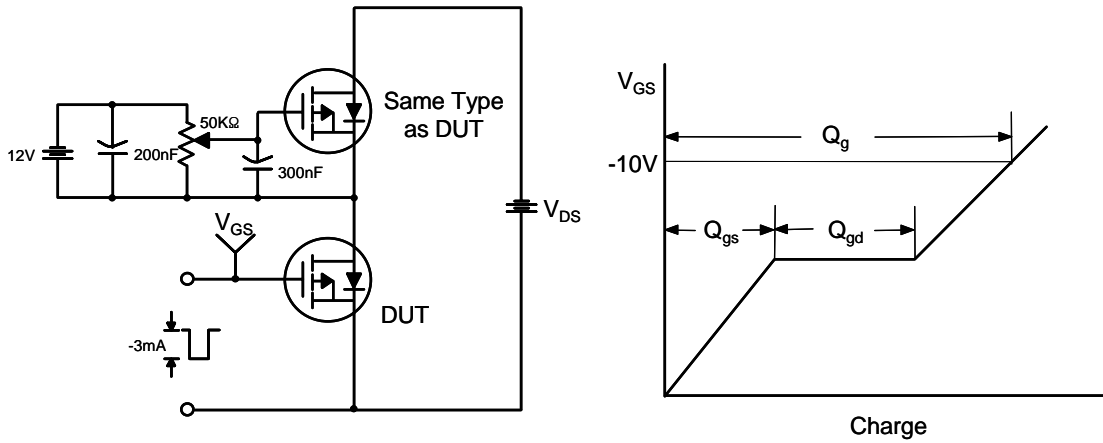 Same Type
as DUT
50KΩ
12V
200nF
300nF
V_DS
V_GS
DUT
-3mA
V_GS
Q_g
-10V
Q_gs
Q_gd
Charge